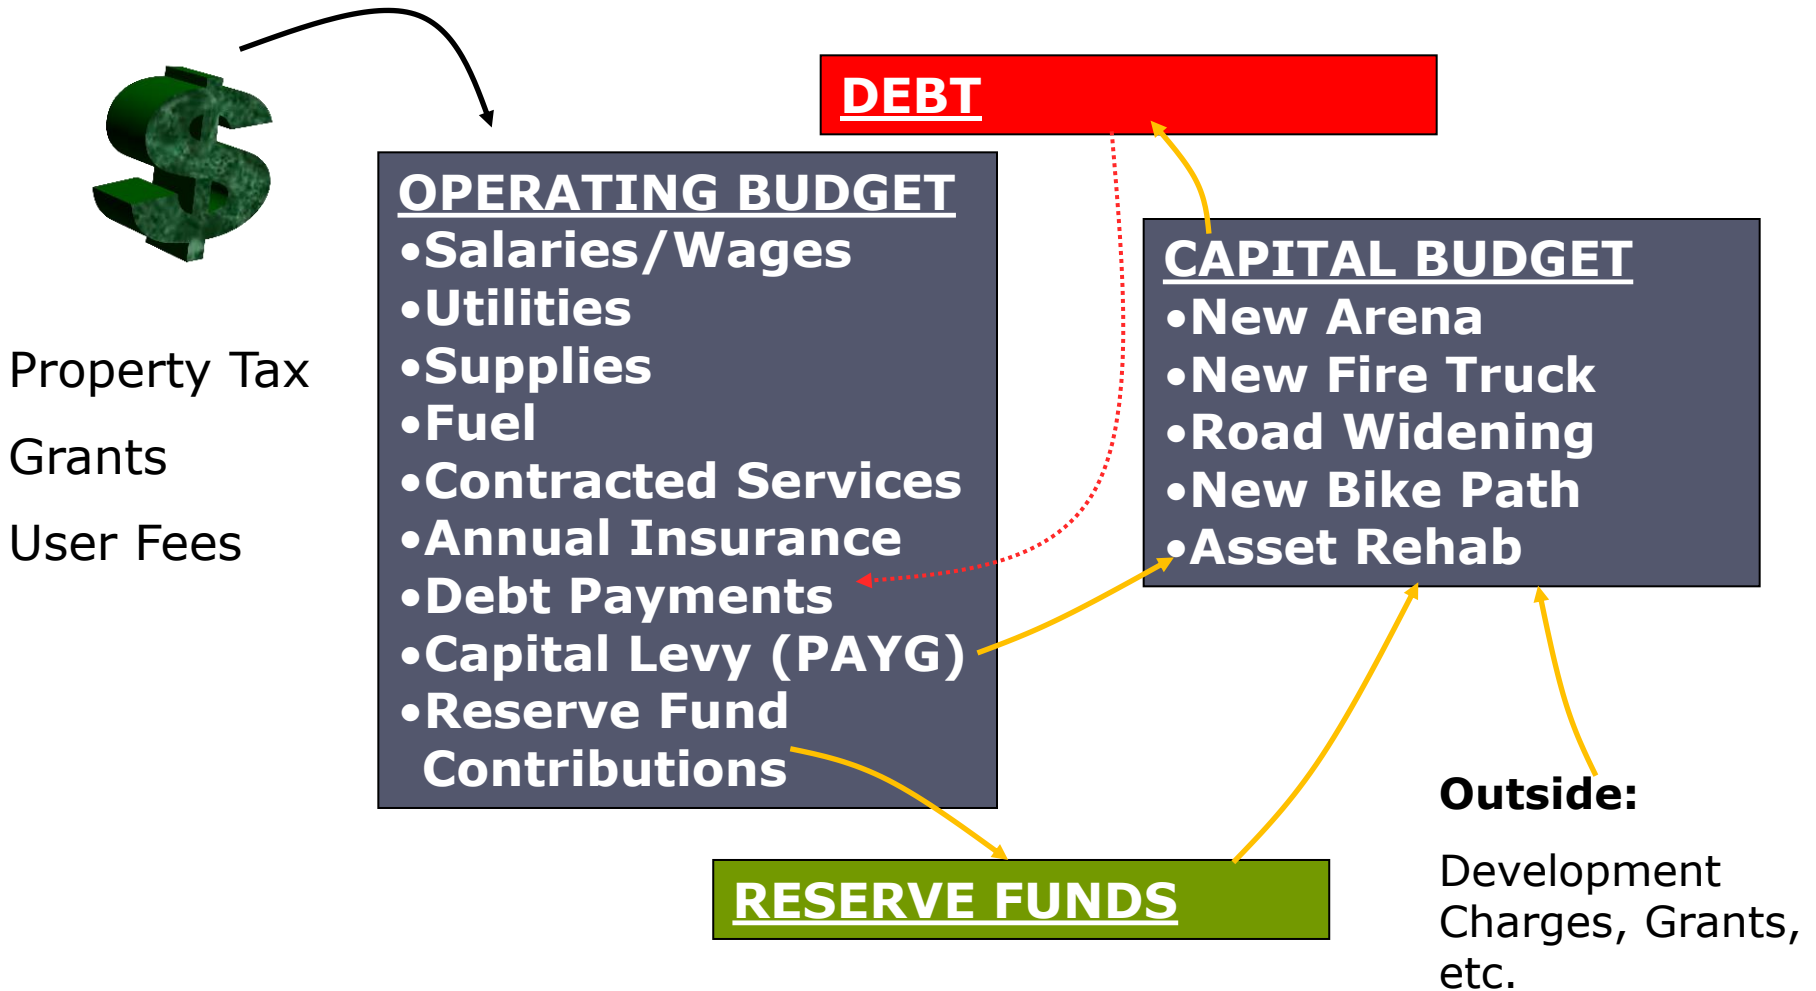 Property Tax
Grants
User Fees
OPERATING BUDGET
•Salaries/Wages
•Utilities
•Supplies
•Fuel
•Contracted Services
•Annual Insurance
•Debt Payments
•Capital Levy (PAYG)
•Reserve Fund
Contributions
DEBT
CAPITAL BUDGET
•New Arena
•New Fire Truck
•Road Widening
•New Bike Path
•Asset Rehab
RESERVE FUNDS
Outside:
Development
Charges, Grants,
etc.